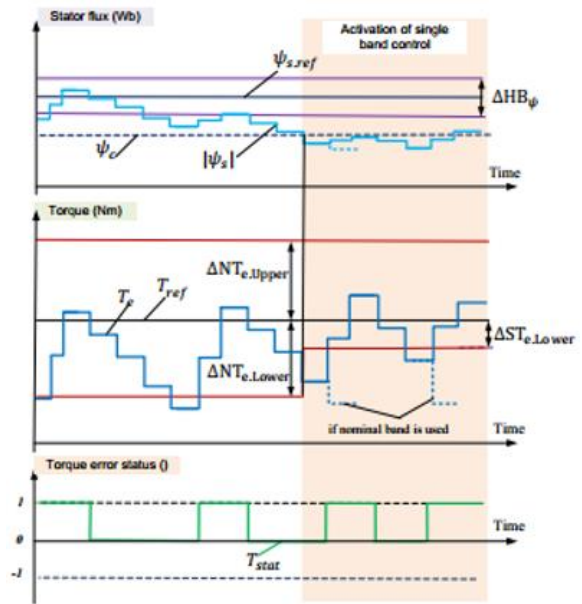 Stator flux (Wb)
Activation of single
band control
ψs.ref
ΔHBψ
ψc
|ψs|
Time
Torque (Nm)
ΔNTe.Upper
Te
Tref
ΔNTe.Lower
ΔSTe.Lower
if nominal band is used
Time
Torque error status ()
1
Time
0
Tstat
-1